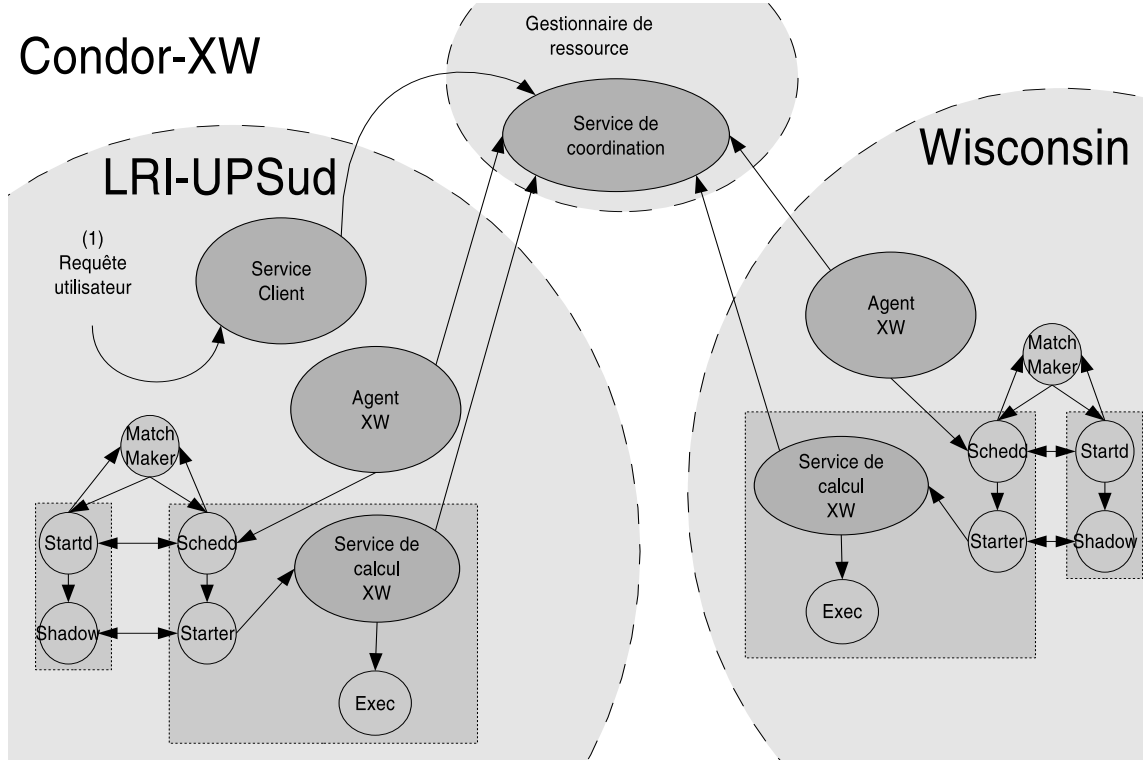 Condor-XW
Gestionnaire de
ressource
Service de
coordination
LRI-UPSud
(1)
Requête
utilisateur
Service
Client
Agent
XW
Match
Maker
Startd
Schedd
Service de
calcul
XW
Shadow
Starter
Exec
Wisconsin
Agent
XW
Match
Maker
Service de
calcul
XW
Schedd
Startd
Starter
Shadow
Exec